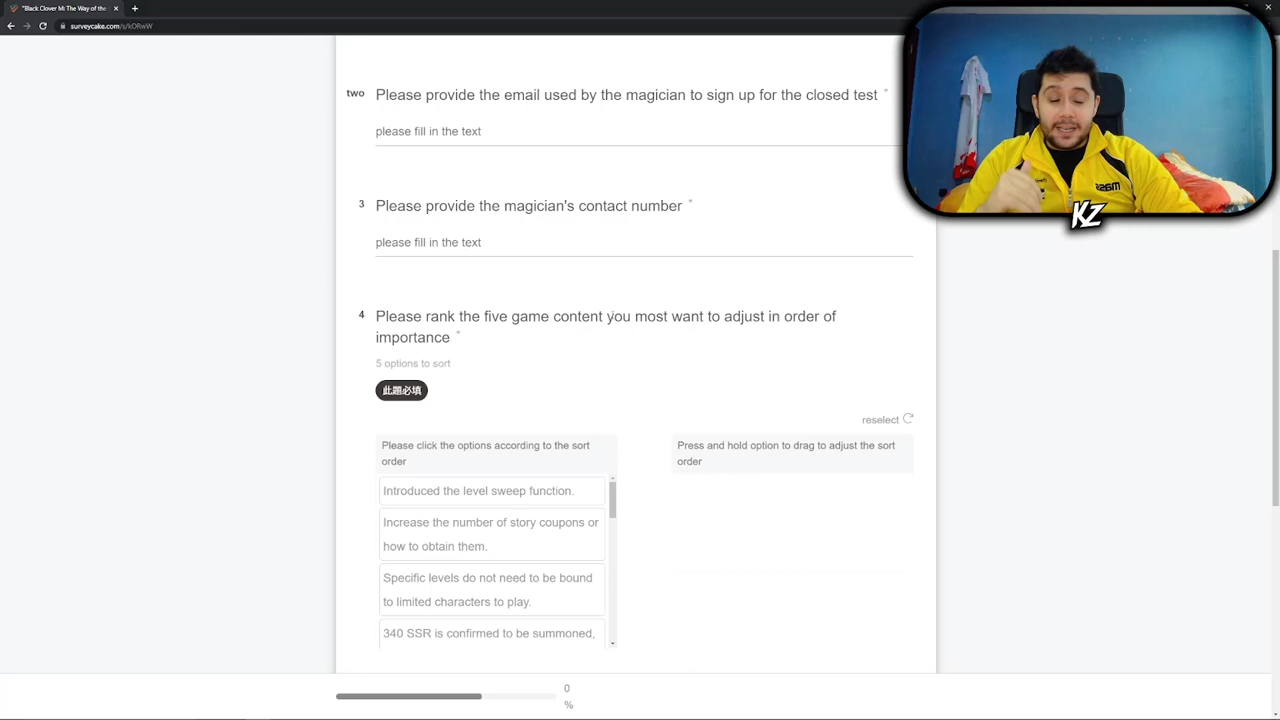 "Black Clover M: The Way of the
surveycake.com/s/kORwW
two
Please provide the email used by the magician to sign up for the closed test *
please fill in the text
3
Please provide the magician's contact number *
please fill in the text
4
Please rank the five game content you most want to adjust in order of
importance *
5 options to sort
此題必填
reselect
Please click the options according to the sort
order
Introduced the level sweep function.
Increase the number of story coupons or
how to obtain them.
Specific levels do not need to be bound
to limited characters to play.
340 SSR is confirmed to be summoned,
Press and hold option to drag to adjust the sort
order
0
%
KZ